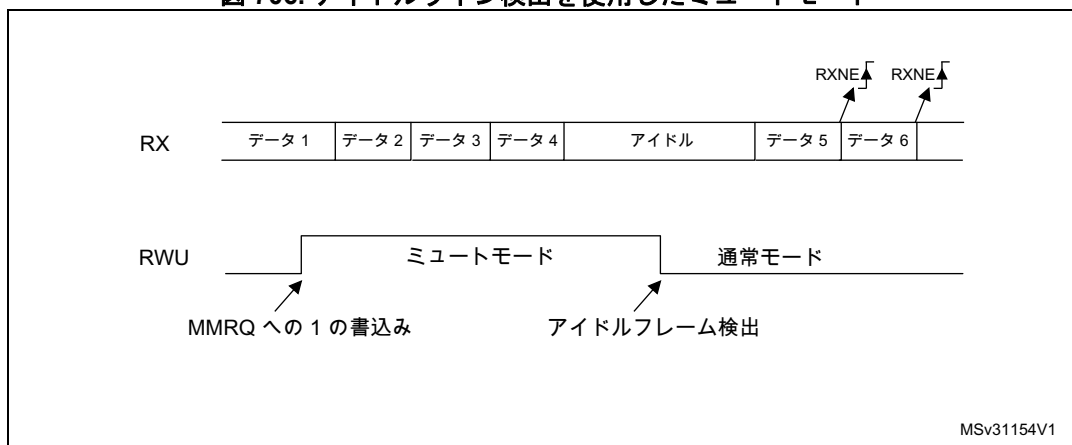 RXNE RXNE
RX データ 1 データ 2 データ 3 データ 4 アイドル データ 5 データ 6
RWU ミュートモード 通常モード
MMRQ への 1 の書込み アイドルフレーム検出
MSv31154V1